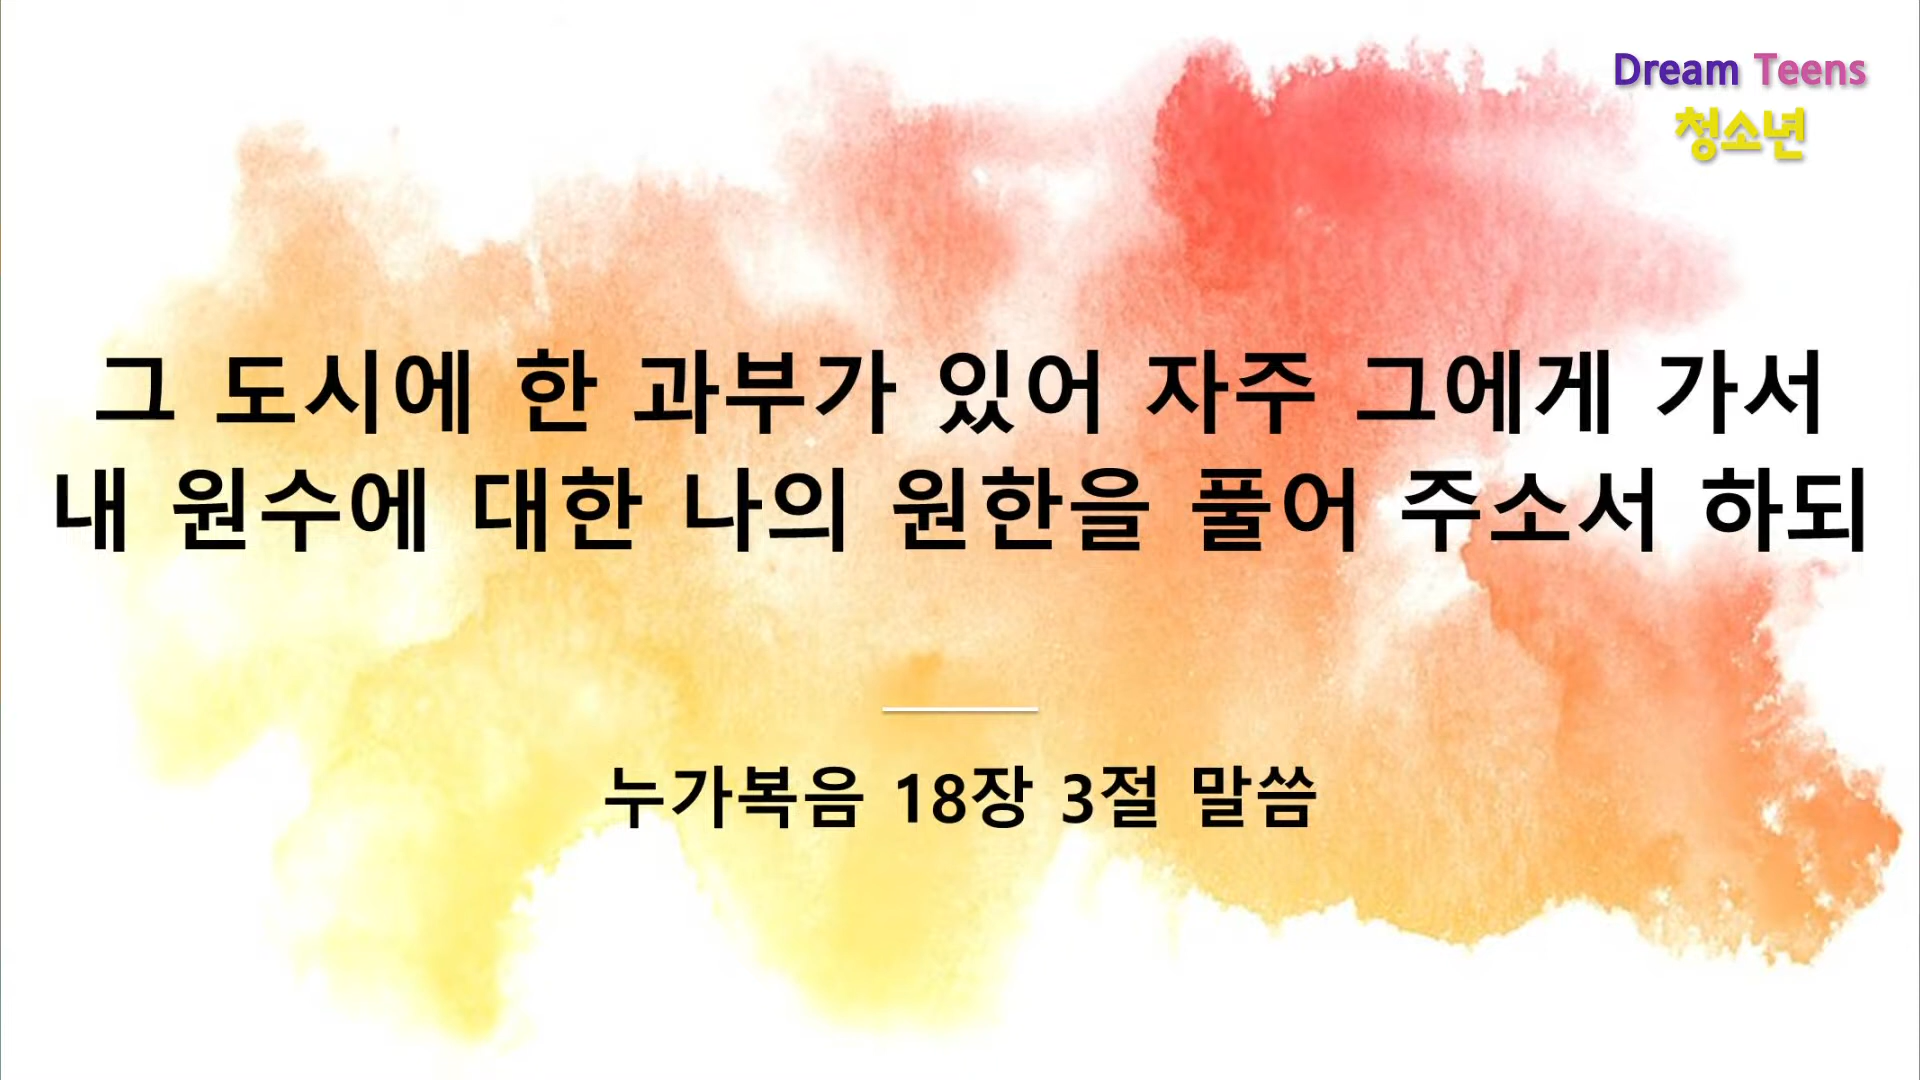 Dream Teens
청소년
그 도시에 한 과부가 있어 자주 그에게 가서
내 원수에 대한 나의 원한을 풀어 주소서 하되
누가복음 18장 3절 말씀